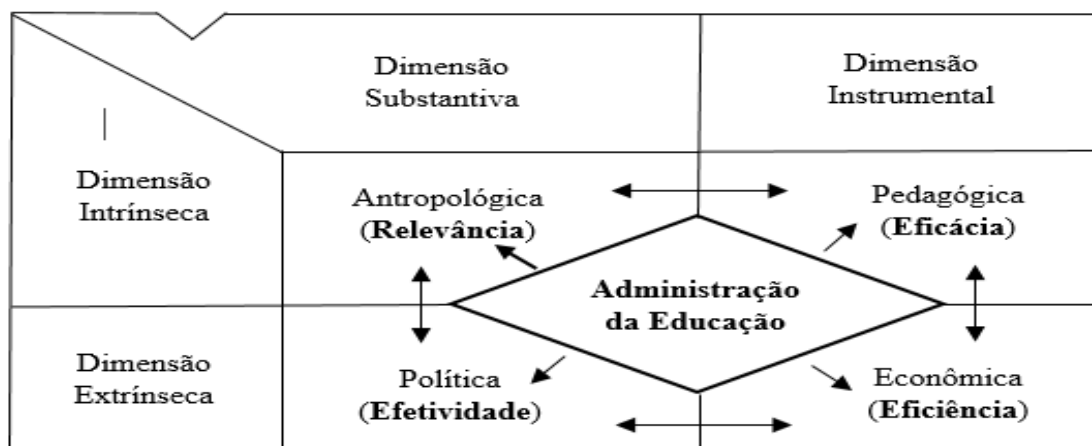 Dimensão
Substantiva
Dimensão
Instrumental
Dimensão
Intrínseca
Antropológica
(Relevância)
Pedagógica
(Eficácia)
Administração
da Educação
Dimensão
Extrínseca
Política
(Efetividade)
Econômica
(Eficiência)